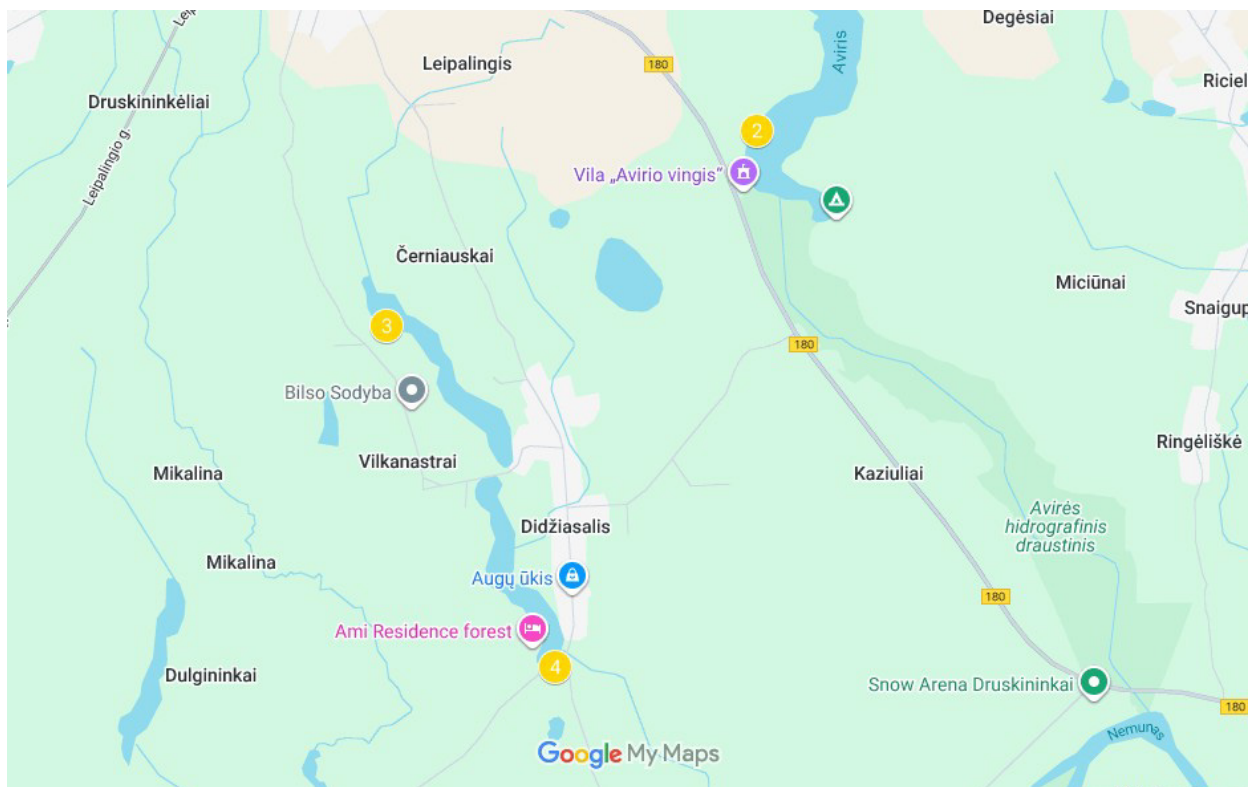 Degėsiai
Leipalingis
180
Aviris
Riciel
Druskininkėliai
2
Leipalingio g.
Vila „Avirio vingis“
Černiauskai
Miciūnai
Snaigup
3
180
Bilso Sodyba
Ringėliškė
Vilkanastrai
Mikalina
Kaziuliai
Avirės
hidrografinis
draustinis
Didžiasalis
Mikalina
Augų ūkis
180
Ami Residence forest
4
Dulgininkai
Snow Arena Druskininkai
180
Nemunas
Google My Maps